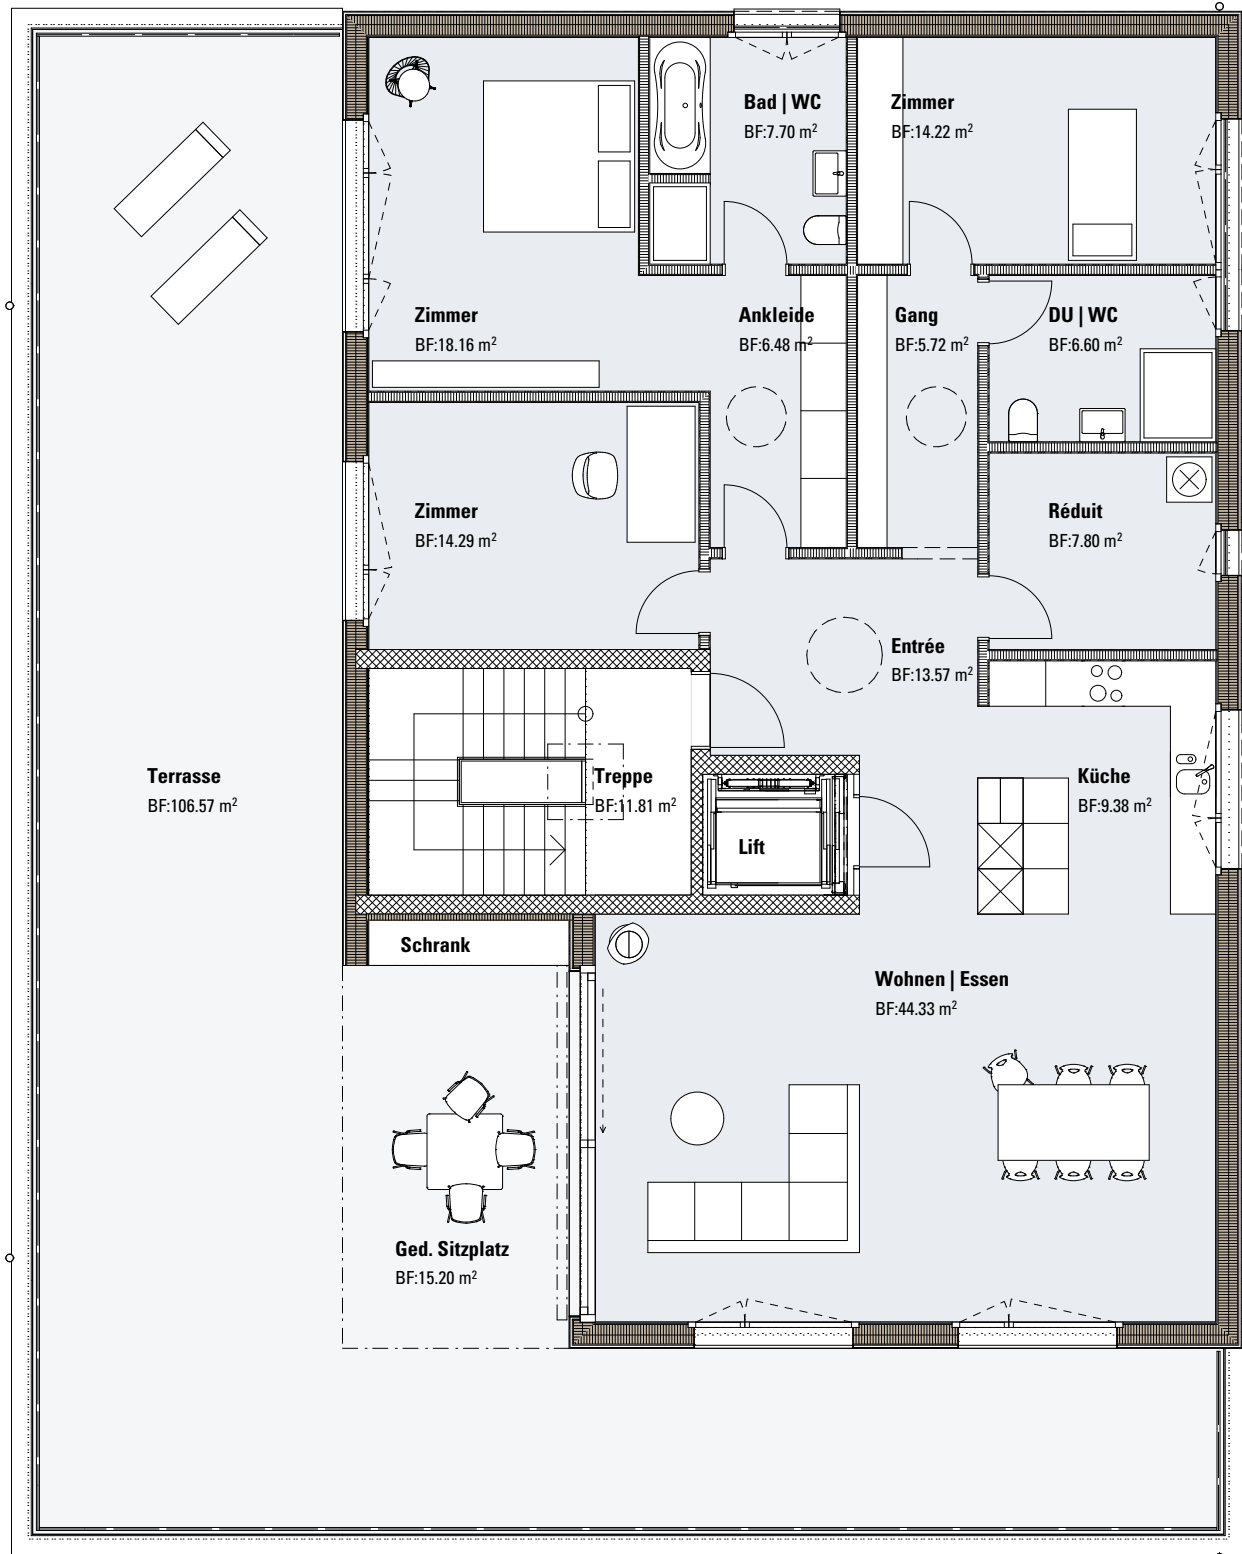 Bad | WC
BF:7.70 m²
Zimmer
BF:14.22 m²
Zimmer
BF:18.16 m²
Ankleide
BF:6.48 m²
Gang
BF:5.72 m²
DU | WC
BF:6.60 m²
Zimmer
BF:14.29 m²
Réduit
BF:7.80 m²
Entrée
BF:13.57 m²
Terrasse
BF:106.57 m²
Treppe
BF:11.81 m²
Küche
BF:9.38 m²
Lift
Schrank
Wohnen | Essen
BF:44.33 m²
Ged. Sitzplatz
BF:15.20 m²